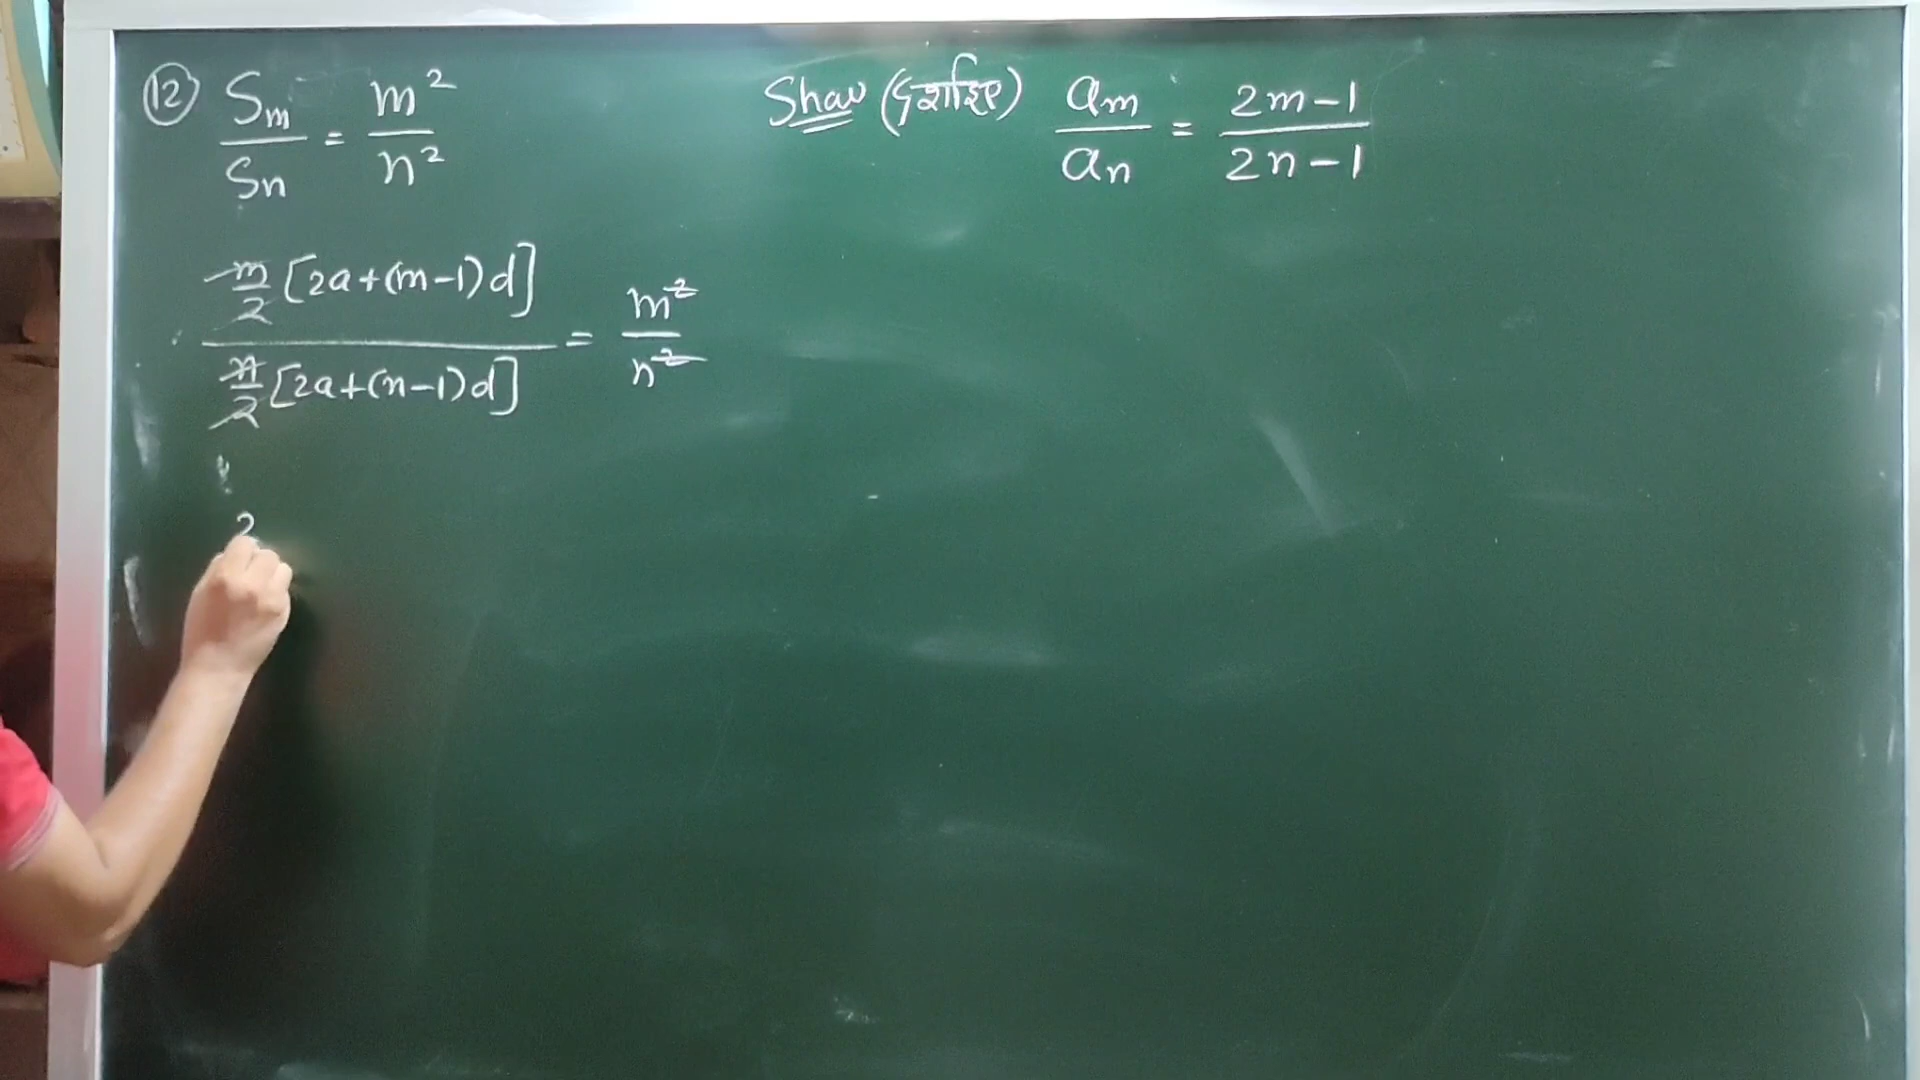 12 Sm/Sn = m²/n² Show (दर्शाइए) am/an = 2m-1/2n-1
m/2 [2a+(m-1)d] / n/2 [2a+(n-1)d] = m²/n²
2